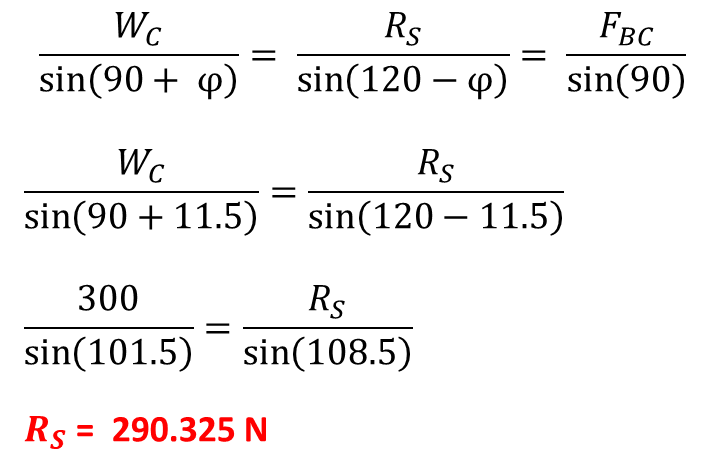 W_C / sin(90 + φ) = R_S / sin(120 − φ) = F_BC / sin(90)
W_C / sin(90 + 11.5) = R_S / sin(120 − 11.5)
300 / sin(101.5) = R_S / sin(108.5)
R_S = 290.325 N